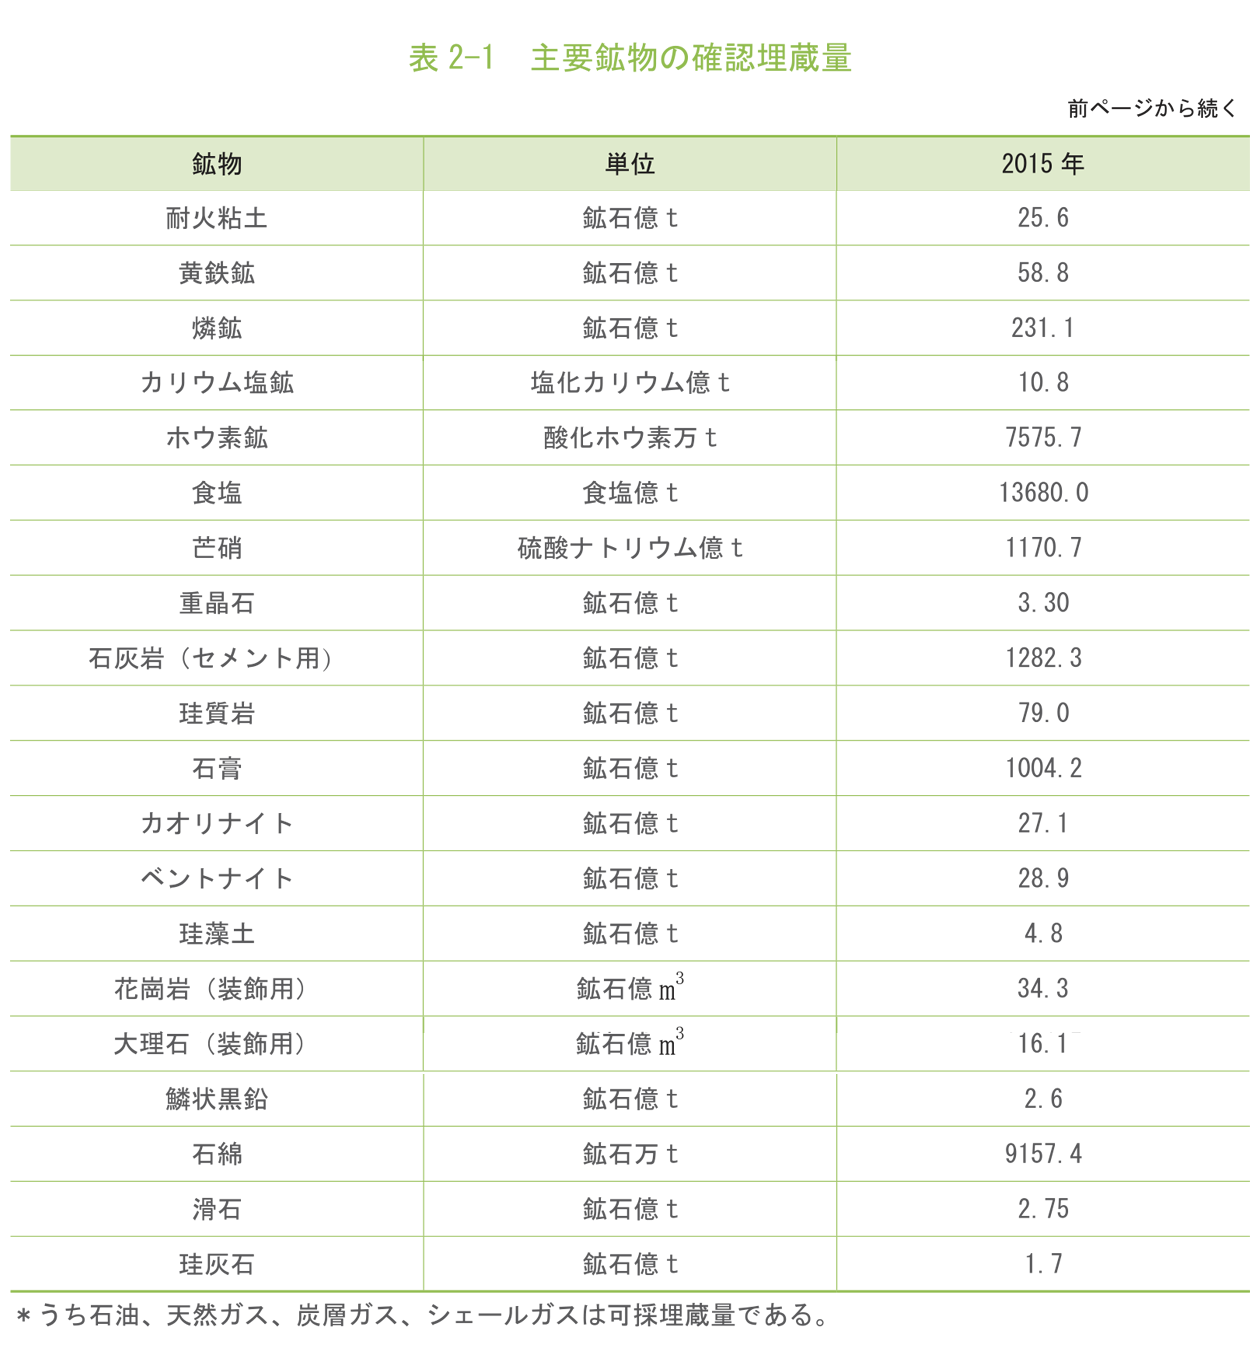 表 2-1　主要鉱物の確認埋蔵量
前ページから続く
鉱物 単位 2015 年
耐火粘土 鉱石億 t 25.6
黄鉄鉱 鉱石億 t 58.8
燐鉱 鉱石億 t 231.1
カリウム塩鉱 塩化カリウム億 t 10.8
ホウ素鉱 酸化ホウ素万 t 7575.7
食塩 食塩億 t 13680.0
芒硝 硫酸ナトリウム億 t 1170.7
重晶石 鉱石億 t 3.30
石灰岩（セメント用） 鉱石億 t 1282.3
珪質岩 鉱石億 t 79.0
石膏 鉱石億 t 1004.2
カオリナイト 鉱石億 t 27.1
ベントナイト 鉱石億 t 28.9
珪藻土 鉱石億 t 4.8
花崗岩（装飾用） 鉱石億 m³ 34.3
大理石（装飾用） 鉱石億 m³ 16.1
鱗状黒鉛 鉱石億 t 2.6
石綿 鉱石万 t 9157.4
滑石 鉱石億 t 2.75
珪灰石 鉱石億 t 1.7
＊うち石油、天然ガス、炭層ガス、シェールガスは可採埋蔵量である。